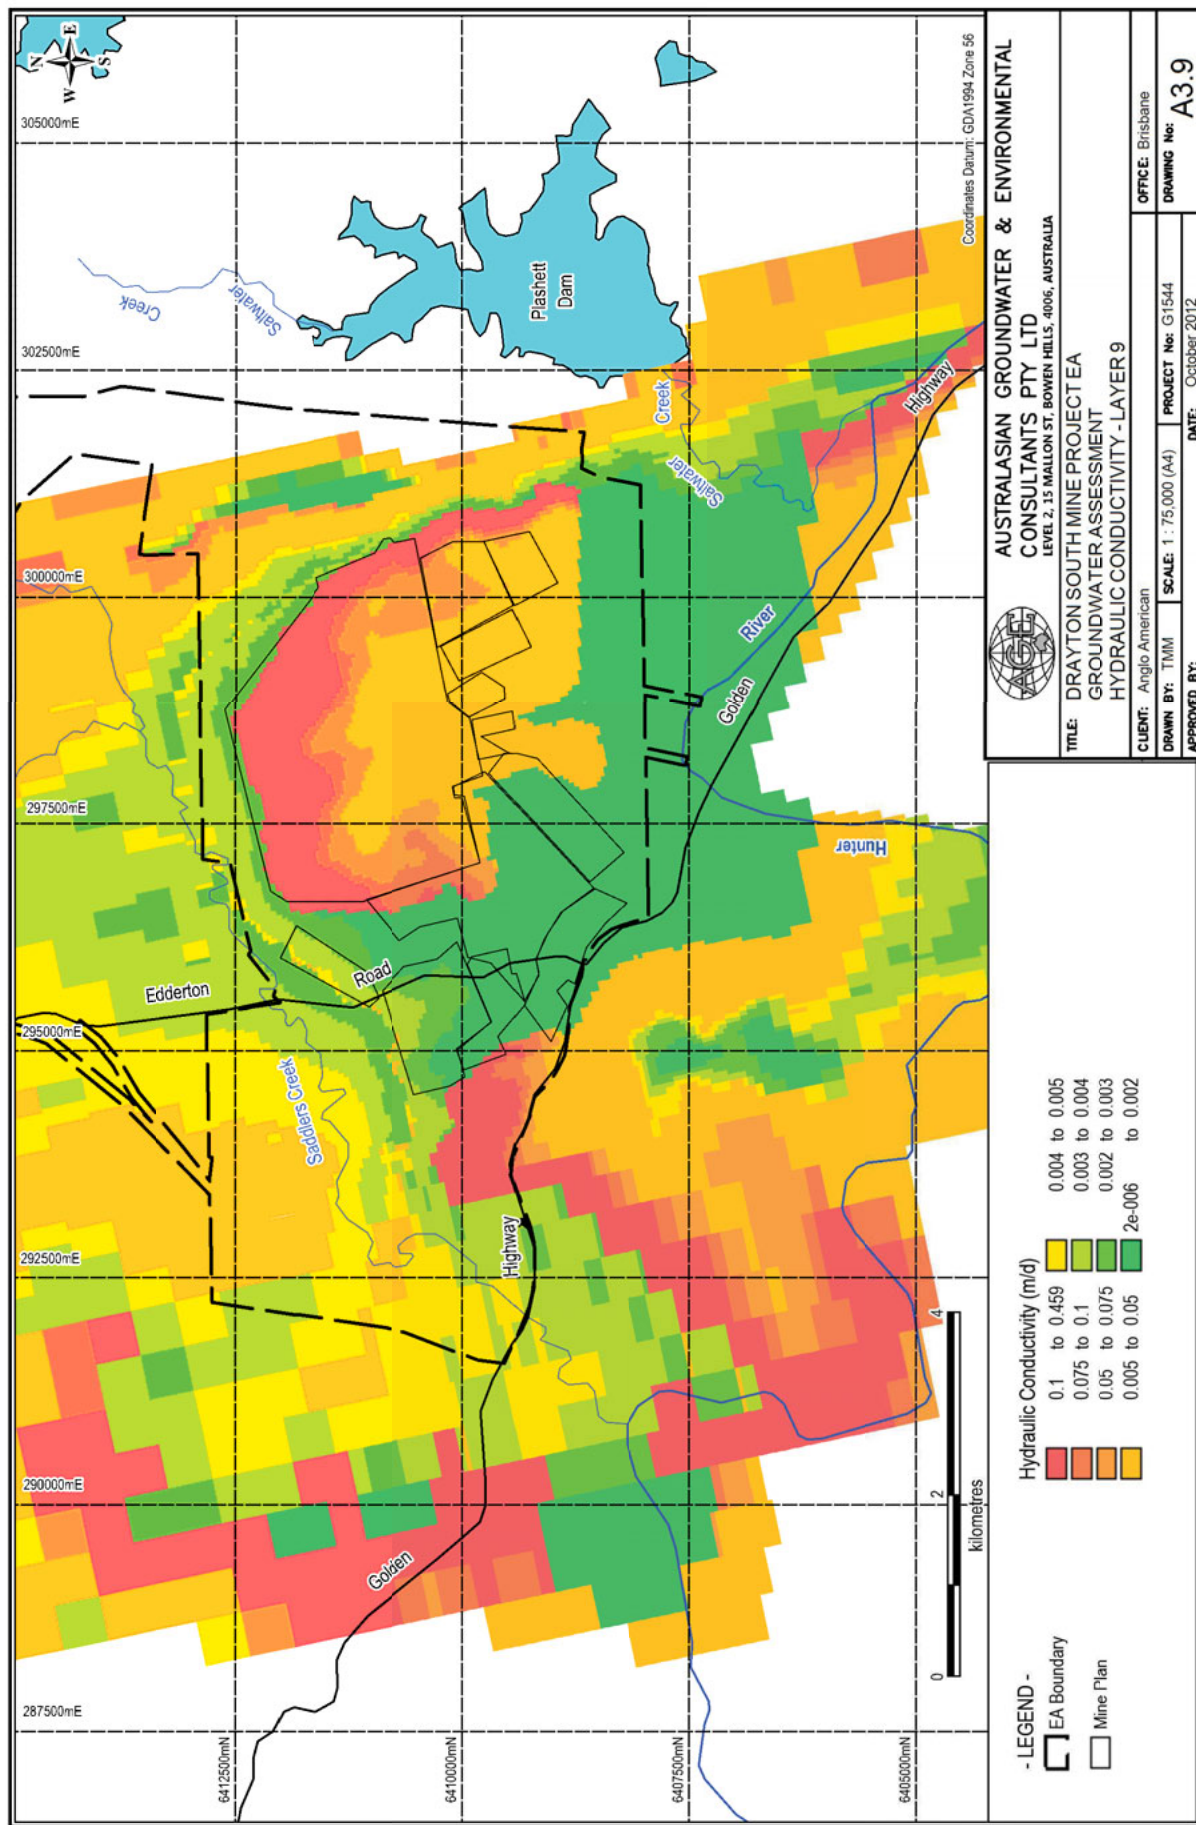 N
W
E
S
287500mE
290000mE
292500mE
295000mE
297500mE
300000mE
302500mE
305000mE
6412500mN
6410000mN
6407500mN
6405000mN
Edderton
Road
Saddlers Creek
Golden
Highway
Golden
Highway
Hunter
River
Saltwater
Creek
Saltwater
Creek
Plashett
Dam
Coordinates Datum: GDA1994 Zone 56
0
2
4
kilometres
- LEGEND -
EA Boundary
Mine Plan
Hydraulic Conductivity (m/d)
0.1 to 0.459
0.075 to 0.1
0.05 to 0.075
0.005 to 0.05
0.004 to 0.005
0.003 to 0.004
0.002 to 0.003
2e-006 to 0.002
AGE
AUSTRALASIAN GROUNDWATER & ENVIRONMENTAL
CONSULTANTS PTY LTD
LEVEL 2, 15 MALLON ST, BOWEN HILLS, 4006, AUSTRALIA
TITLE: DRAYTON SOUTH MINE PROJECT EA
GROUNDWATER ASSESSMENT
HYDRAULIC CONDUCTIVITY - LAYER 9
CLIENT: Anglo American
OFFICE: Brisbane
DRAWN BY: TMM
SCALE: 1 : 75,000 (A4)
PROJECT No: G1544
DRAWING No:
A3.9
APPROVED BY:
DATE: October 2012